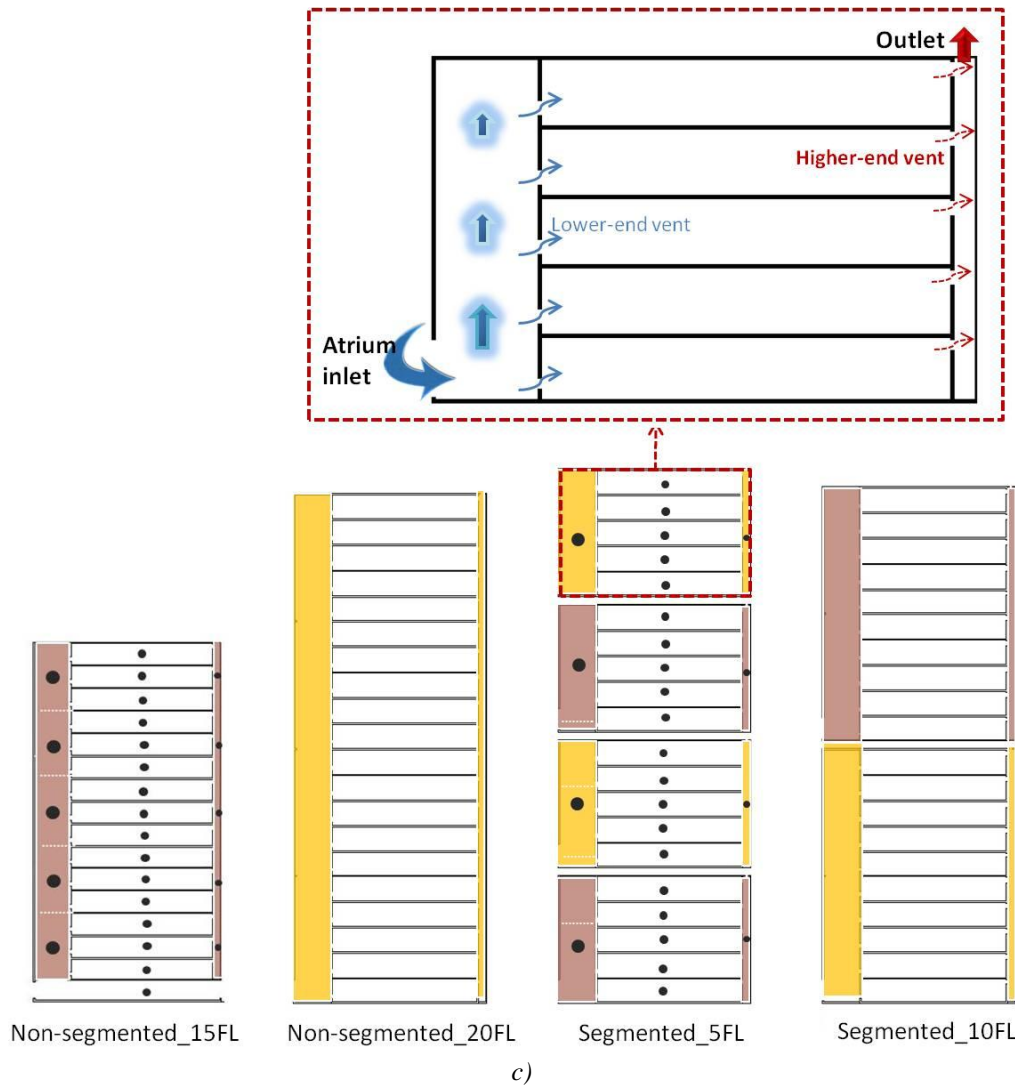 Outlet
Higher-end vent
Lower-end vent
Atrium
inlet
Non-segmented_15FL
Non-segmented_20FL
Segmented_5FL
Segmented_10FL
c)